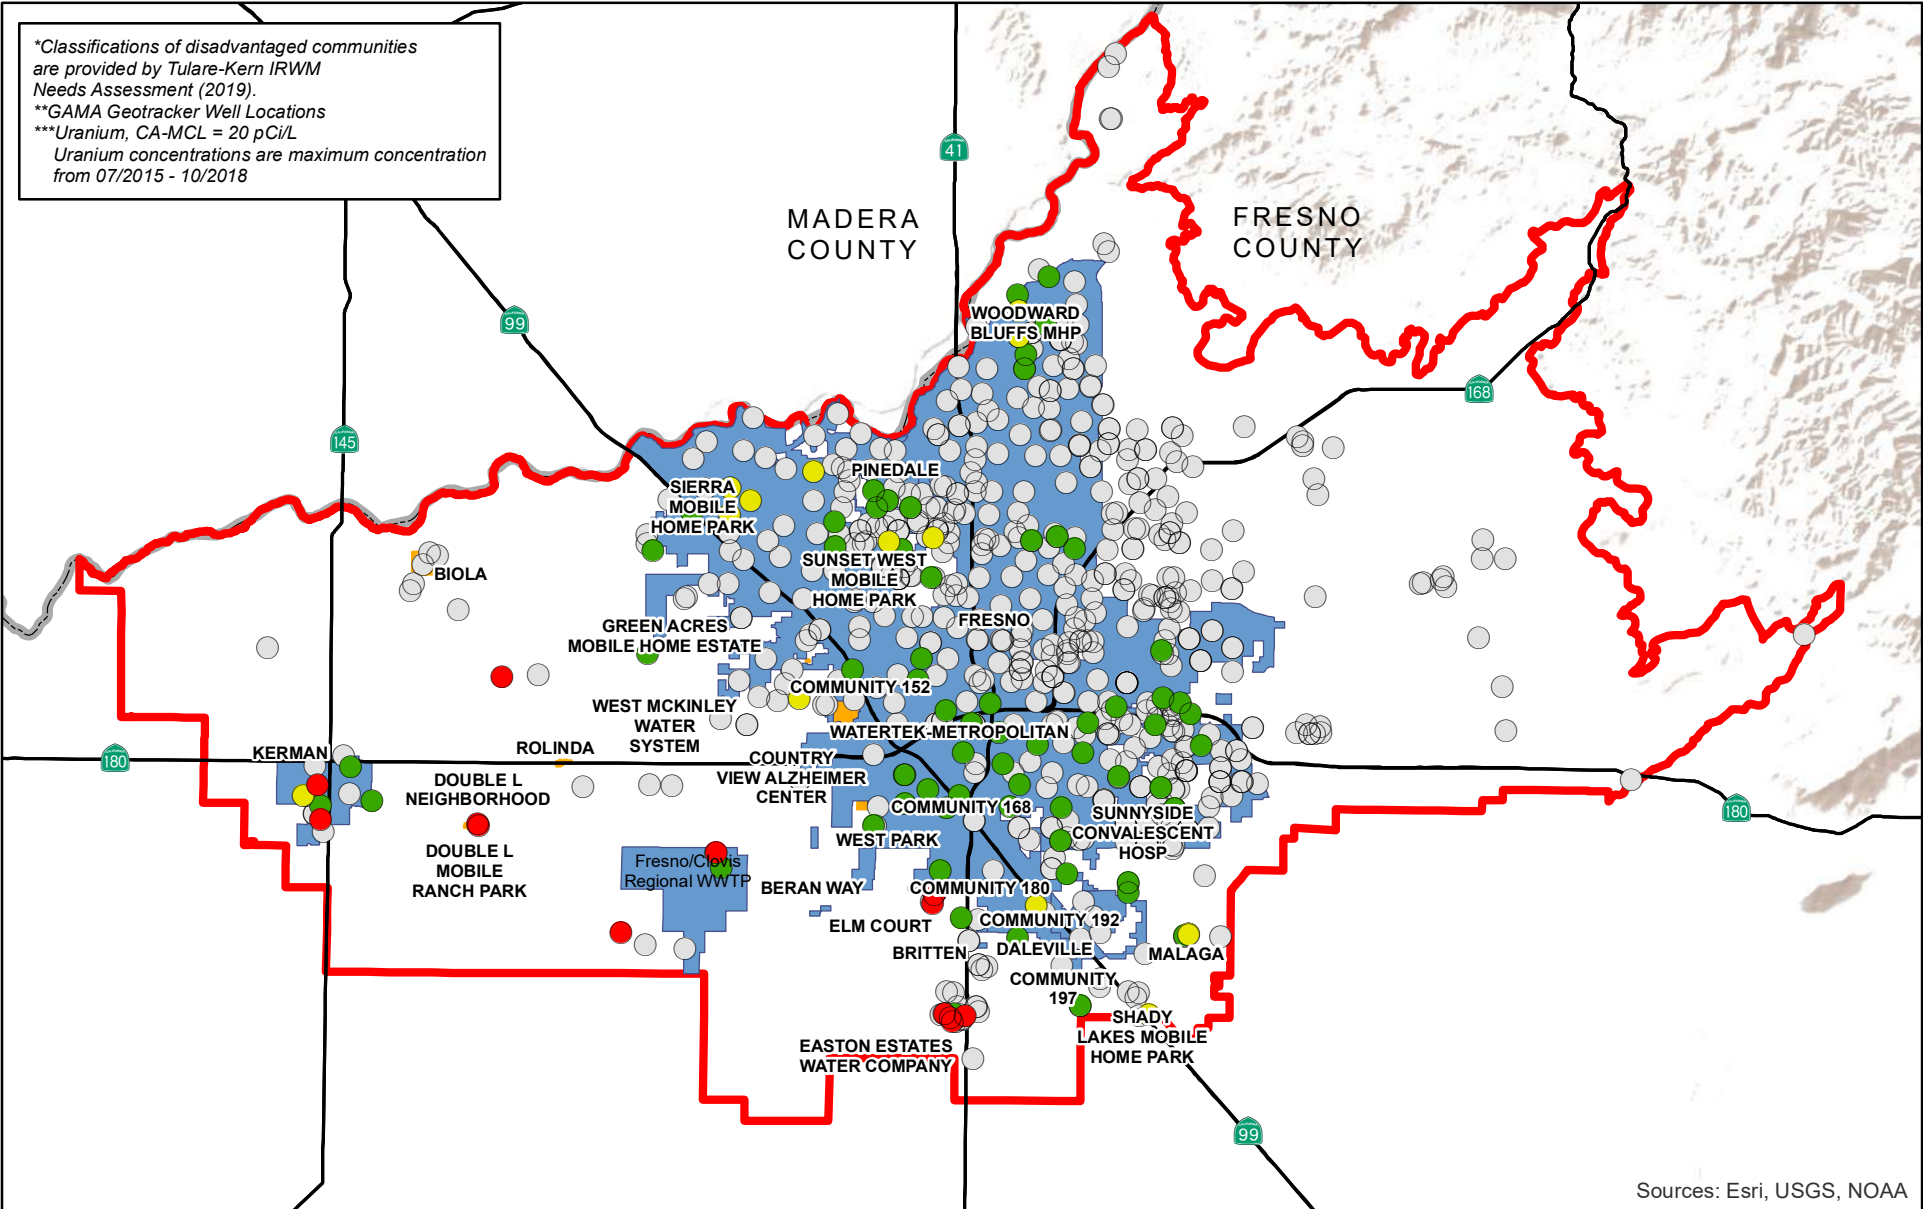 *Classifications of disadvantaged communities
are provided by Tulare-Kern IRWM
Needs Assessment (2019).
**GAMA Geotracker Well Locations
***Uranium, CA-MCL = 20 pCi/L
Uranium concentrations are maximum concentration
from 07/2015 - 10/2018
41
MADERA
COUNTY
FRESNO
COUNTY
99
WOODWARD
BLUFFS MHP
168
145
PINEDALE
SIERRA
MOBILE
HOME PARK
BIOLA
SUNSET WEST
MOBILE
HOME PARK
FRESNO
GREEN ACRES
MOBILE HOME ESTATE
COMMUNITY 152
WEST MCKINLEY
WATER
SYSTEM
WATERTEK-METROPOLITAN
180
KERMAN
ROLINDA
COUNTRY
VIEW ALZHEIMER
CENTER
DOUBLE L
NEIGHBORHOOD
COMMUNITY 168
SUNNYSIDE
CONVALESCENT
HOSP
180
WEST PARK
DOUBLE L
MOBILE
RANCH PARK
Fresno/Clovis
Regional WWTP
BERAN WAY
COMMUNITY 180
ELM COURT
COMMUNITY 192
BRITTEN
DALEVILLE
MALAGA
COMMUNITY
197
SHADY
LAKES MOBILE
HOME PARK
EASTON ESTATES
WATER COMPANY
99
Sources: Esri, USGS, NOAA